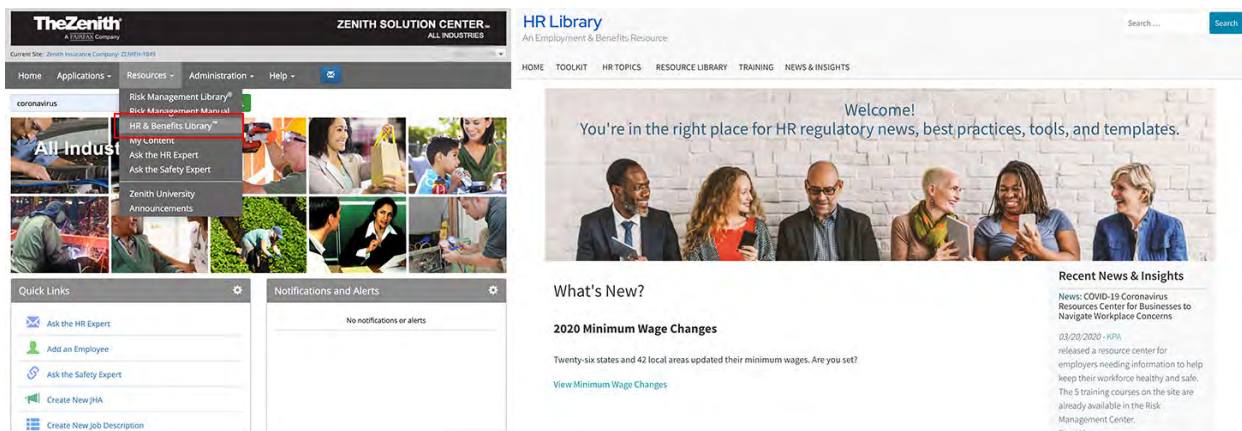 TheZenith®
A FAIRFAX Company
ZENITH SOLUTION CENTER
ALL INDUSTRIES
Current Site: Zenith Insurance Company-ZENITH-1849
Home Applications Resources Administration Help
coronavirus
Risk Management Library®
Risk Management Manual
HR & Benefits Library™
My Content
Ask the HR Expert
Ask the Safety Expert
Zenith University
Announcements
All Indust
Quick Links
Ask the HR Expert
Add an Employee
Ask the Safety Expert
Create New JHA
Create New Job Description
Notifications and Alerts
No notifications or alerts
HR Library
An Employment & Benefits Resource
Search ...
Search
HOME TOOLKIT HR TOPICS RESOURCE LIBRARY TRAINING NEWS & INSIGHTS
Welcome!
You're in the right place for HR regulatory news, best practices, tools, and templates.
What's New?
2020 Minimum Wage Changes
Twenty-six states and 42 local areas updated their minimum wages. Are you set?
View Minimum Wage Changes
Recent News & Insights
News: COVID-19 Coronavirus
Resources Center for Businesses to
Navigate Workplace Concerns
03/20/2020 - KPA
released a resource center for
employers needing information to help
keep their workforce healthy and safe.
The 5 training courses on the site are
already available in the Risk
Management Center.